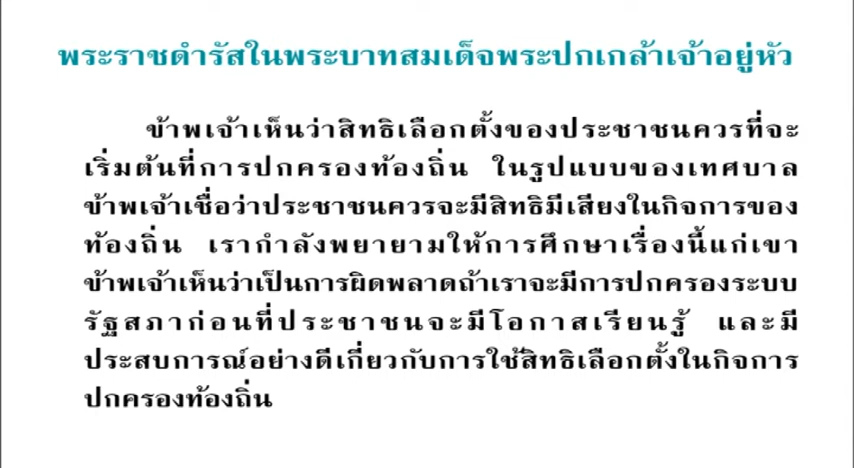 พระราชดำรัสในพระบาทสมเด็จพระปกเกล้าเจ้าอยู่หัว
ข้าพเจ้าเห็นว่าสิทธิเลือกตั้งของประชาชนควรที่จะ
เริ่มต้นที่การปกครองท้องถิ่น ในรูปแบบของเทศบาล
ข้าพเจ้าเชื่อว่าประชาชนควรจะมีสิทธิมีเสียงในกิจการของ
ท้องถิ่น เรากำลังพยายามให้การศึกษาเรื่องนี้แก่เขา
ข้าพเจ้าเห็นว่าเป็นการผิดพลาดถ้าเราจะมีการปกครองระบบ
รัฐสภาก่อนที่ประชาชนจะมีโอกาสเรียนรู้ และมี
ประสบการณ์อย่างดีเกี่ยวกับการใช้สิทธิเลือกตั้งในกิจการ
ปกครองท้องถิ่น